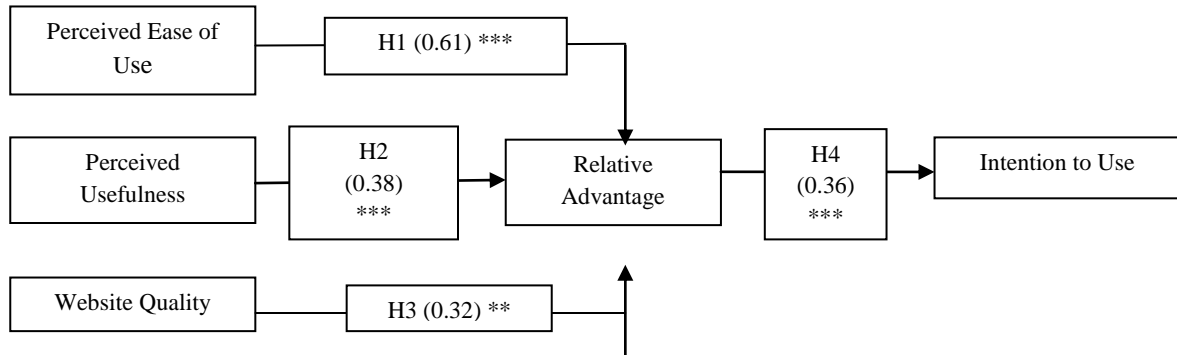 Perceived Ease of
Use
H1 (0.61) ***
Perceived
Usefulness
H2
(0.38)
***
Relative
Advantage
H4
(0.36)
***
Intention to Use
Website Quality
H3 (0.32) **